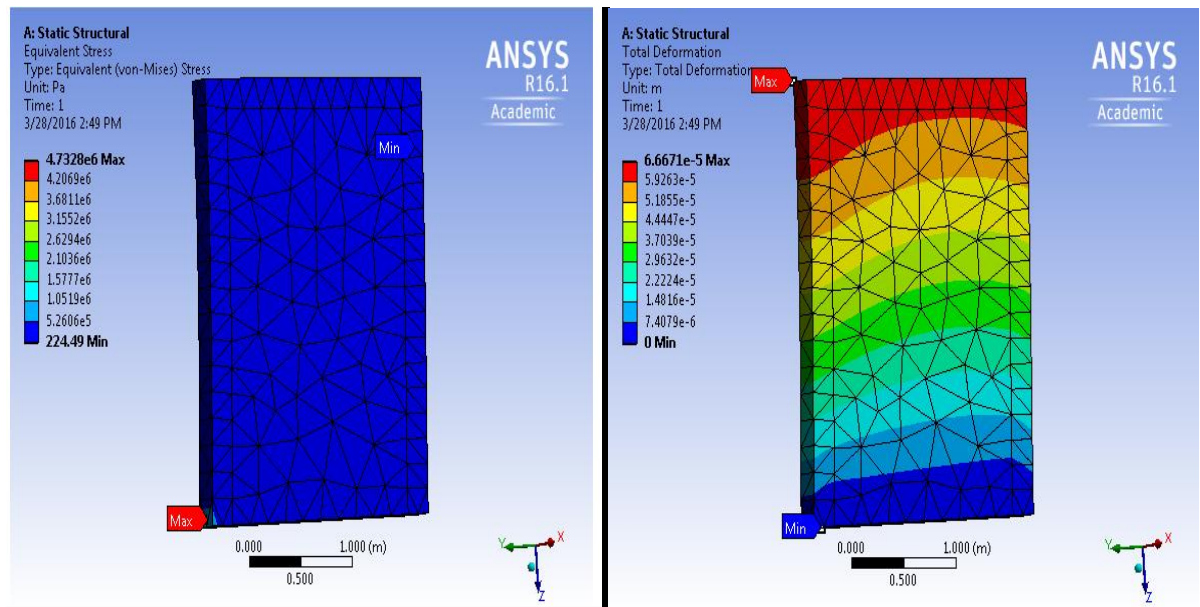 A: Static Structural
Equivalent Stress
Type: Equivalent (von-Mises) Stress
Unit: Pa
Time: 1
3/28/2016 2:49 PM
4.7328e6 Max
4.2069e6
3.6811e6
3.1552e6
2.6294e6
2.1036e6
1.5777e6
1.0519e6
5.2606e5
224.49 Min
ANSYS
R16.1
Academic
Min
Max
0.000 1.000 (m)
0.500
Y X
Z
A: Static Structural
Total Deformation
Type: Total Deformation
Unit: m
Time: 1
3/28/2016 2:49 PM
6.6671e-5 Max
5.9263e-5
5.1855e-5
4.4447e-5
3.7039e-5
2.9632e-5
2.2224e-5
1.4816e-5
7.4079e-6
0 Min
ANSYS
R16.1
Academic
Max
Min
0.000 1.000 (m)
0.500
Y X
Z